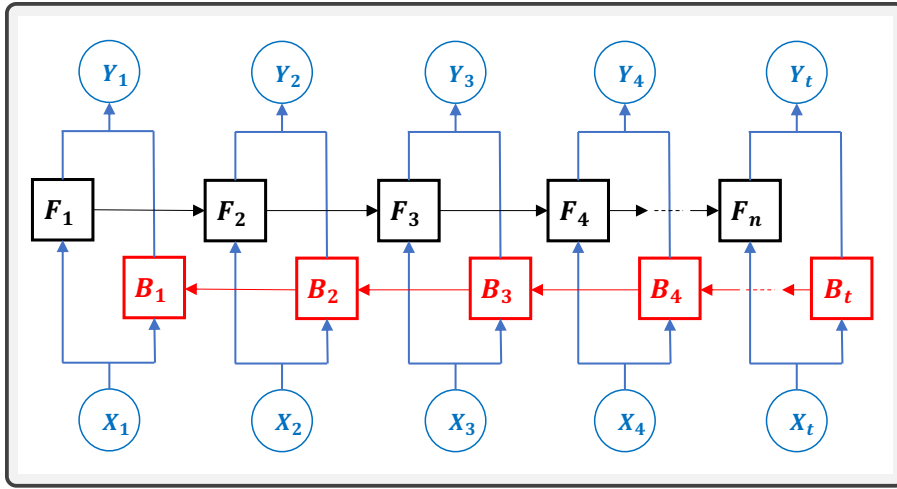 Y₁ Y₂ Y₃ Y₄ Yₜ
F₁ F₂ F₃ F₄ Fₙ
B₁ B₂ B₃ B₄ Bₜ
X₁ X₂ X₃ X₄ Xₜ